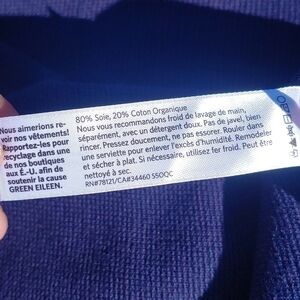 Nous aimerions re-
voir nos vêtements!
Rapportez-les pour
recyclage dans une
de nos boutiques
aux É.-U. afin de
soutenir la cause
GREEN EILEEN.
80% Soie, 20% Coton Organique
Nous vous recommandons froid de lavage de main,
séparément, avec un détergent doux. Pas de javel, bien
rincer. Pressez doucement, ne pas essorer. Rouler dans
une serviette pour enlever l'excès d'humidité. Remodeler
et sécher à plat. Si nécessaire, utilisez fer froid. Peut être
nettoyé à sec.
RN#78121/CA#34460 55OQC